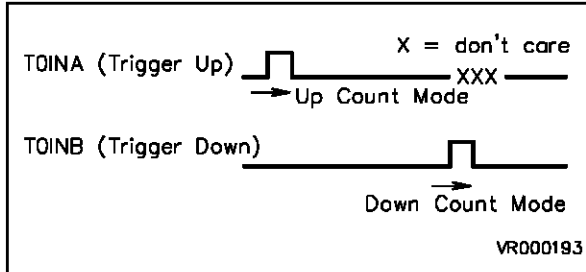 X = don't care
T0INA (Trigger Up)
XXX
Up Count Mode
T0INB (Trigger Down)
Down Count Mode
VR000193